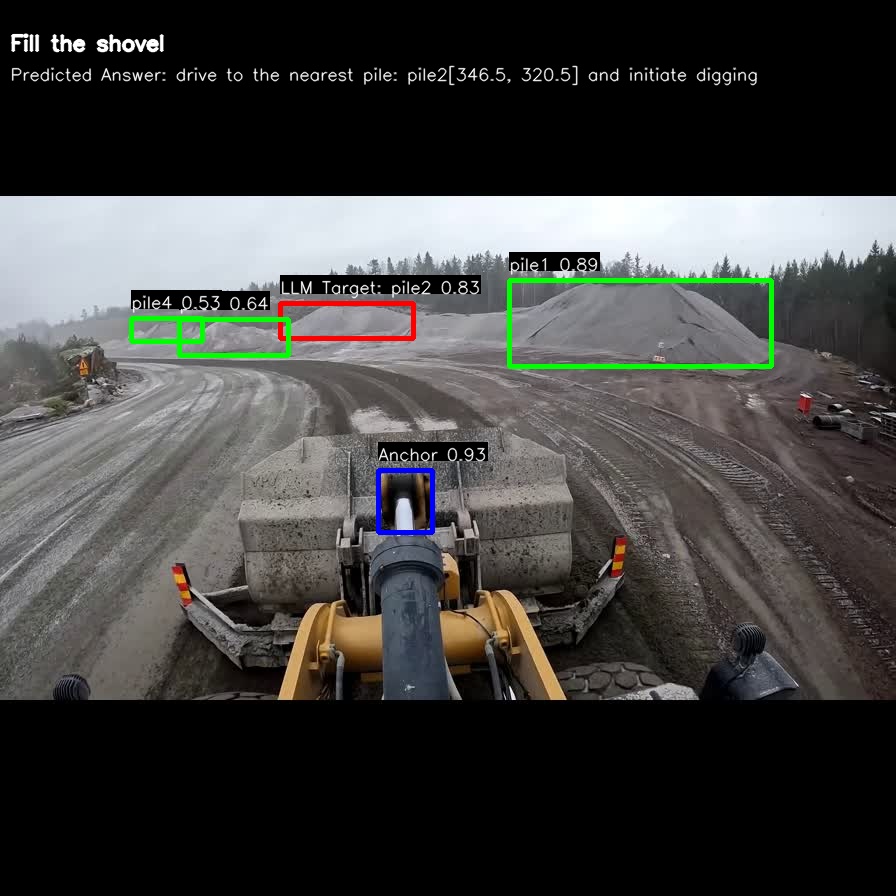 Fill the shovel
Predicted Answer: drive to the nearest pile: pile2[346.5, 320.5] and initiate digging
pile1 0.89
LLM Target: pile2 0.83
pile4 0.53 0.64
Anchor 0.93